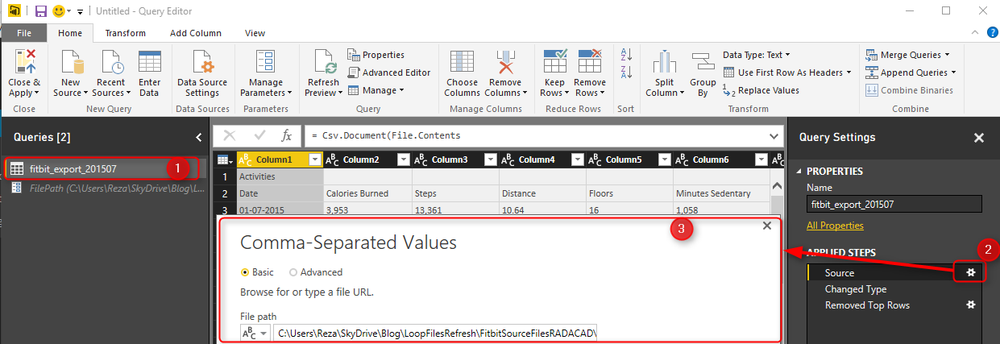 Untitled - Query Editor
File Home Transform Add Column View
Close & Apply New Source Recent Sources Enter Data Data Source Settings Manage Parameters Refresh Preview Properties Advanced Editor Manage Choose Columns Remove Columns Keep Rows Remove Rows Split Column Group By Data Type: Text Use First Row As Headers Replace Values Merge Queries Append Queries Combine Binaries
Close New Query Data Sources Parameters Query Manage Columns Reduce Rows Sort Transform Combine
Queries [2] = Csv.Document(File.Contents Query Settings
fitbit_export_201507 1
FilePath (C:\Users\Reza\SkyDrive\Blog\L...
Column1 Column2 Column3 Column4 Column5 Column6
1 Activities
2 Date Calories Burned Steps Distance Floors Minutes Sedentary
3 01-07-2015 3,953 13,361 10.64 16 1,058
PROPERTIES
Name
fitbit_export_201507
All Properties
3
Comma-Separated Values
Basic Advanced
Browse for or type a file URL.
File path
C:\Users\Reza\SkyDrive\Blog\LoopFilesRefresh\FitbitSourceFilesRADACAD\
2
APPLIED STEPS
Source
Changed Type
Removed Top Rows